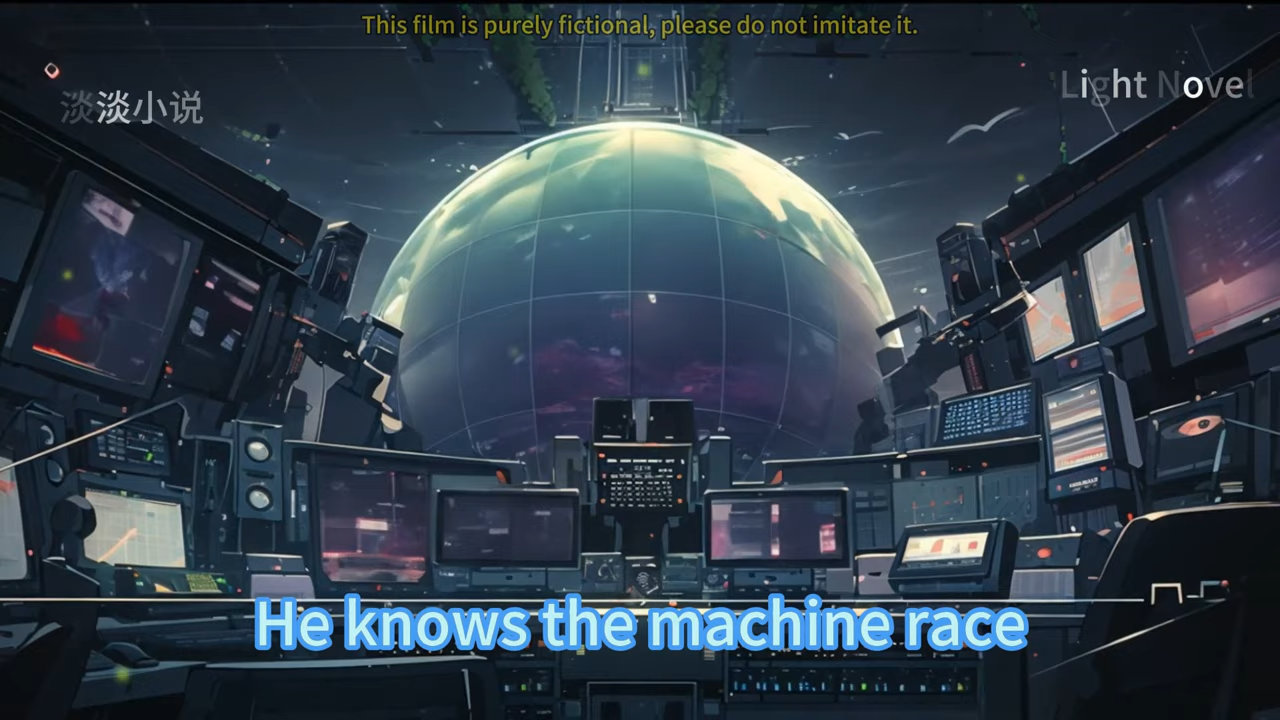 This film is purely fictional, please do not imitate it.
淡淡小说
Light Novel
He knows the machine race